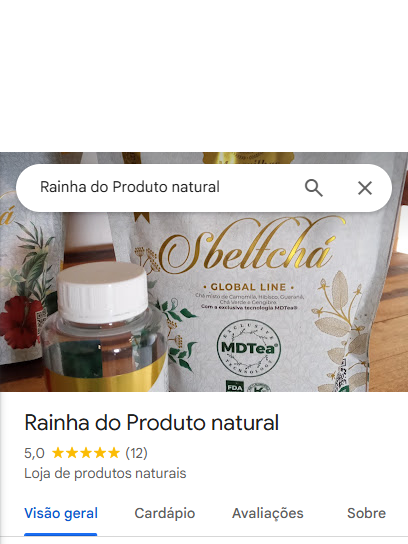 Rainha do Produto natural
Sbeltchá
• GLOBAL LINE •
Chá misto de Camomila, Hibisco, Guaraná,
Chá Verde e Gengibre
Com a exclusiva tecnologia MDTea®
EXCLUSIVE
MDTea®
TECHNOLOGY
FDA
Rainha do Produto natural
5,0 ★★★★★ (12)
Loja de produtos naturais
Visão geral Cardápio Avaliações Sobre